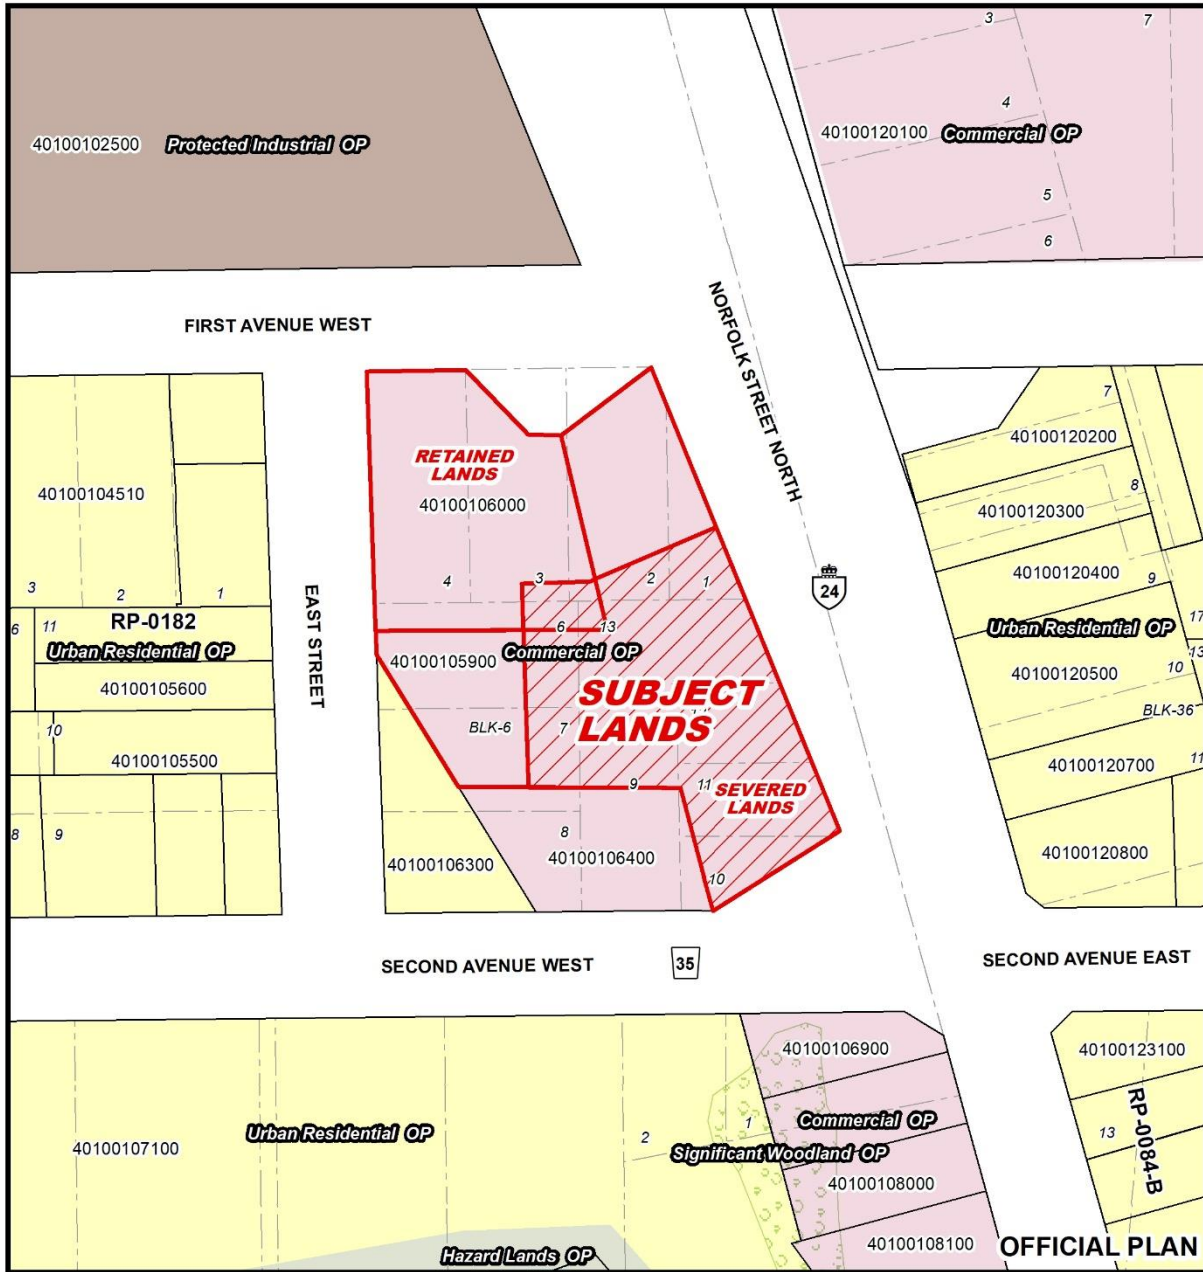 3
7
40100102500 Protected Industrial OP
4
40100120100 Commercial OP
5
6
FIRST AVENUE WEST
NORFOLK STREET NORTH
7
40100120200
RETAINED
LANDS
40100104510
40100106000
8
40100120300
24
40100120400
9
3
2
1
4
3
2
1
EAST STREET
17
6
11
RP-0182
6
13
Urban Residential OP
Urban Residential OP
40100105900
Commercial OP
13
10
40100105600
40100120500
SUBJECT
LANDS
BLK-6
7
BLK-36
10
40100105500
40100120700
11
9
11
SEVERED
LANDS
8
9
8
40100106300
40100106400
40100120800
10
SECOND AVENUE WEST
35
SECOND AVENUE EAST
40100106900
40100123100
Urban Residential OP
1
Commercial OP
RP-0084-B
40100107100
2
13
Significant Woodland OP
40100108000
Hazard Lands OP
40100108100
OFFICIAL PLAN